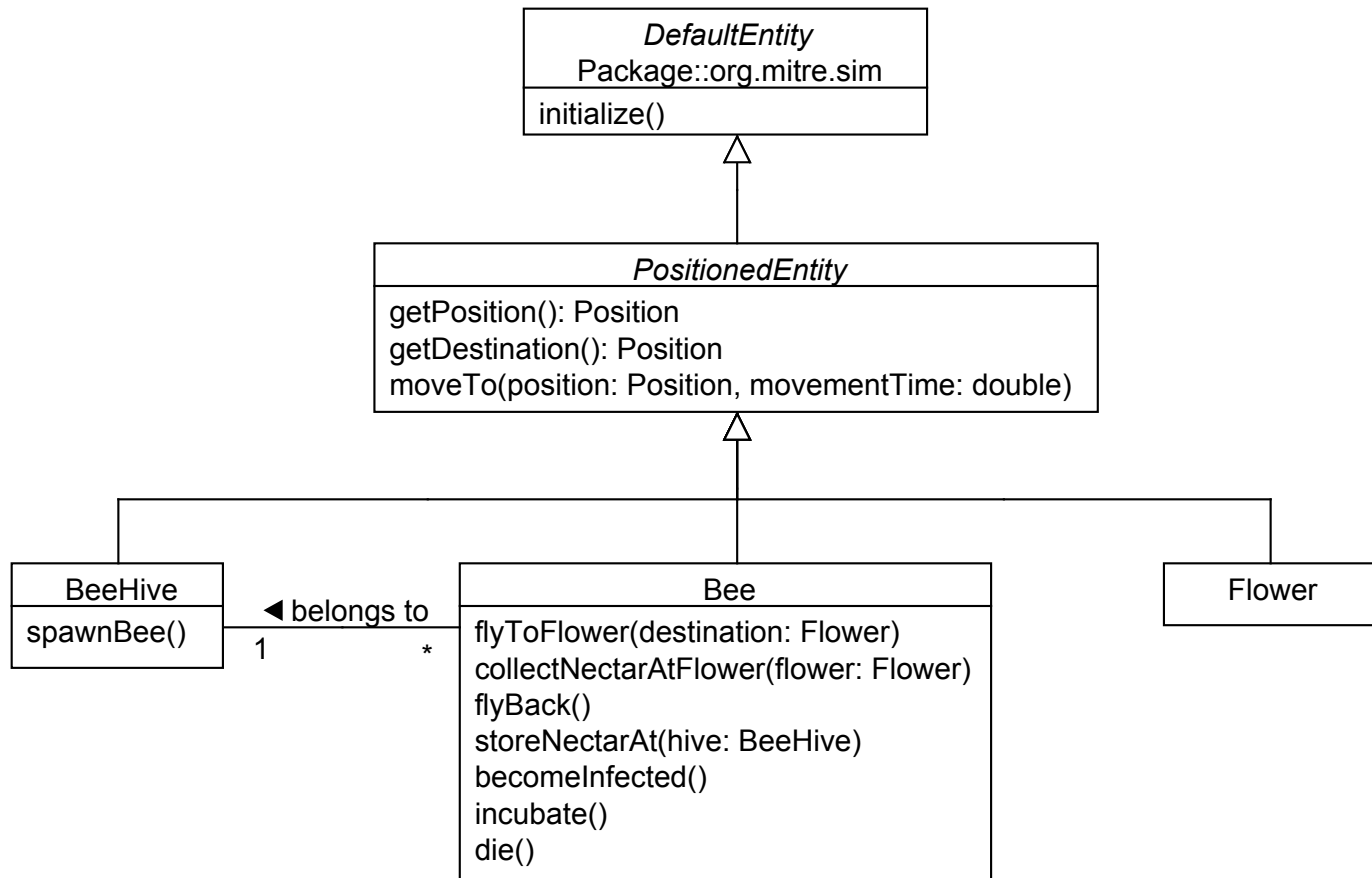 DefaultEntity
Package::org.mitre.sim
initialize()
PositionedEntity
getPosition(): Position
getDestination(): Position
moveTo(position: Position, movementTime: double)
BeeHive
spawnBee()
◄ belongs to
1
*
Bee
flyToFlower(destination: Flower)
collectNectarAtFlower(flower: Flower)
flyBack()
storeNectarAt(hive: BeeHive)
becomeInfected()
incubate()
die()
Flower